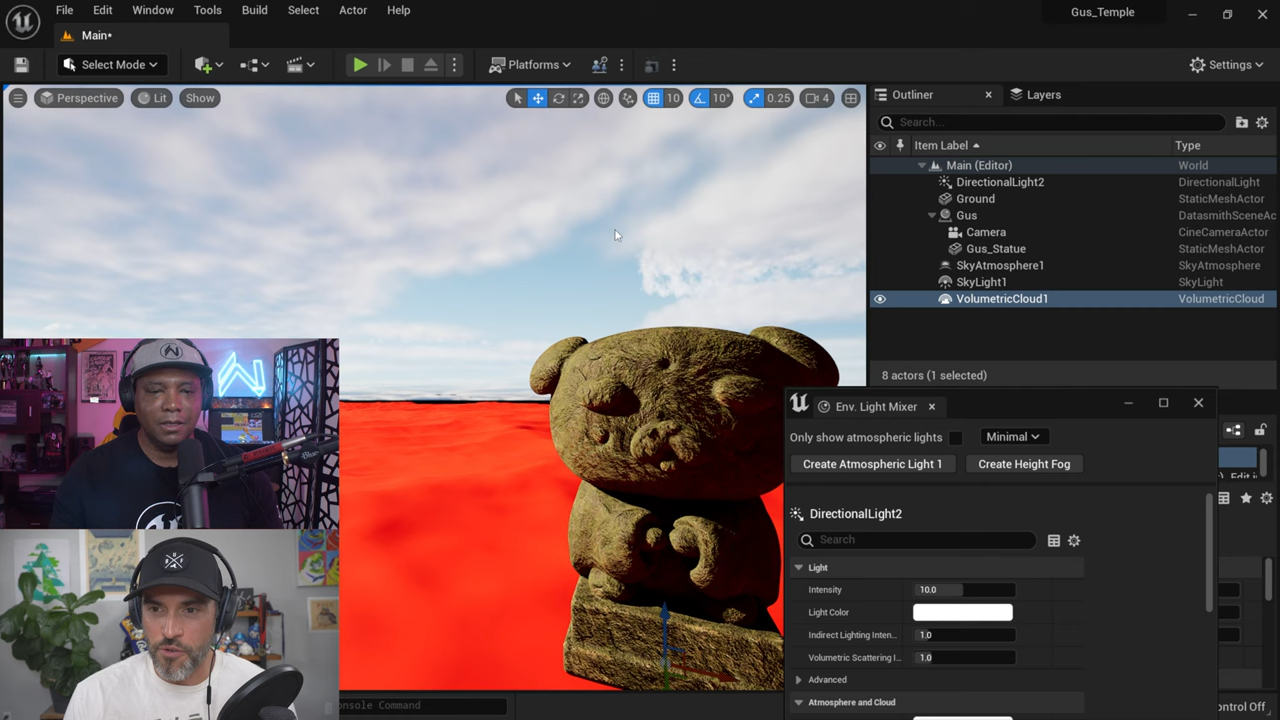 File Edit Window Tools Build Select Actor Help
Gus_Temple
Main*
Select Mode
Platforms
Settings
Perspective
Lit
Show
10
10°
0.25
4
Outliner
Layers
Search...
Item Label
Type
Main (Editor) World
DirectionalLight2 DirectionalLight
Ground StaticMeshActor
Gus DatasmithSceneAc
Camera CineCameraActor
Gus_Statue StaticMeshActor
SkyAtmosphere1 SkyAtmosphere
SkyLight1 SkyLight
VolumetricCloud1 VolumetricCloud
8 actors (1 selected)
Env. Light Mixer
Only show atmospheric lights
Minimal
Create Atmospheric Light 1
Create Height Fog
DirectionalLight2
Search
Light
Intensity 10.0
Light Color
Indirect Lighting Inten... 1.0
Volumetric Scattering I... 1.0
Advanced
Atmosphere and Cloud
onsole Command
ontrol Off